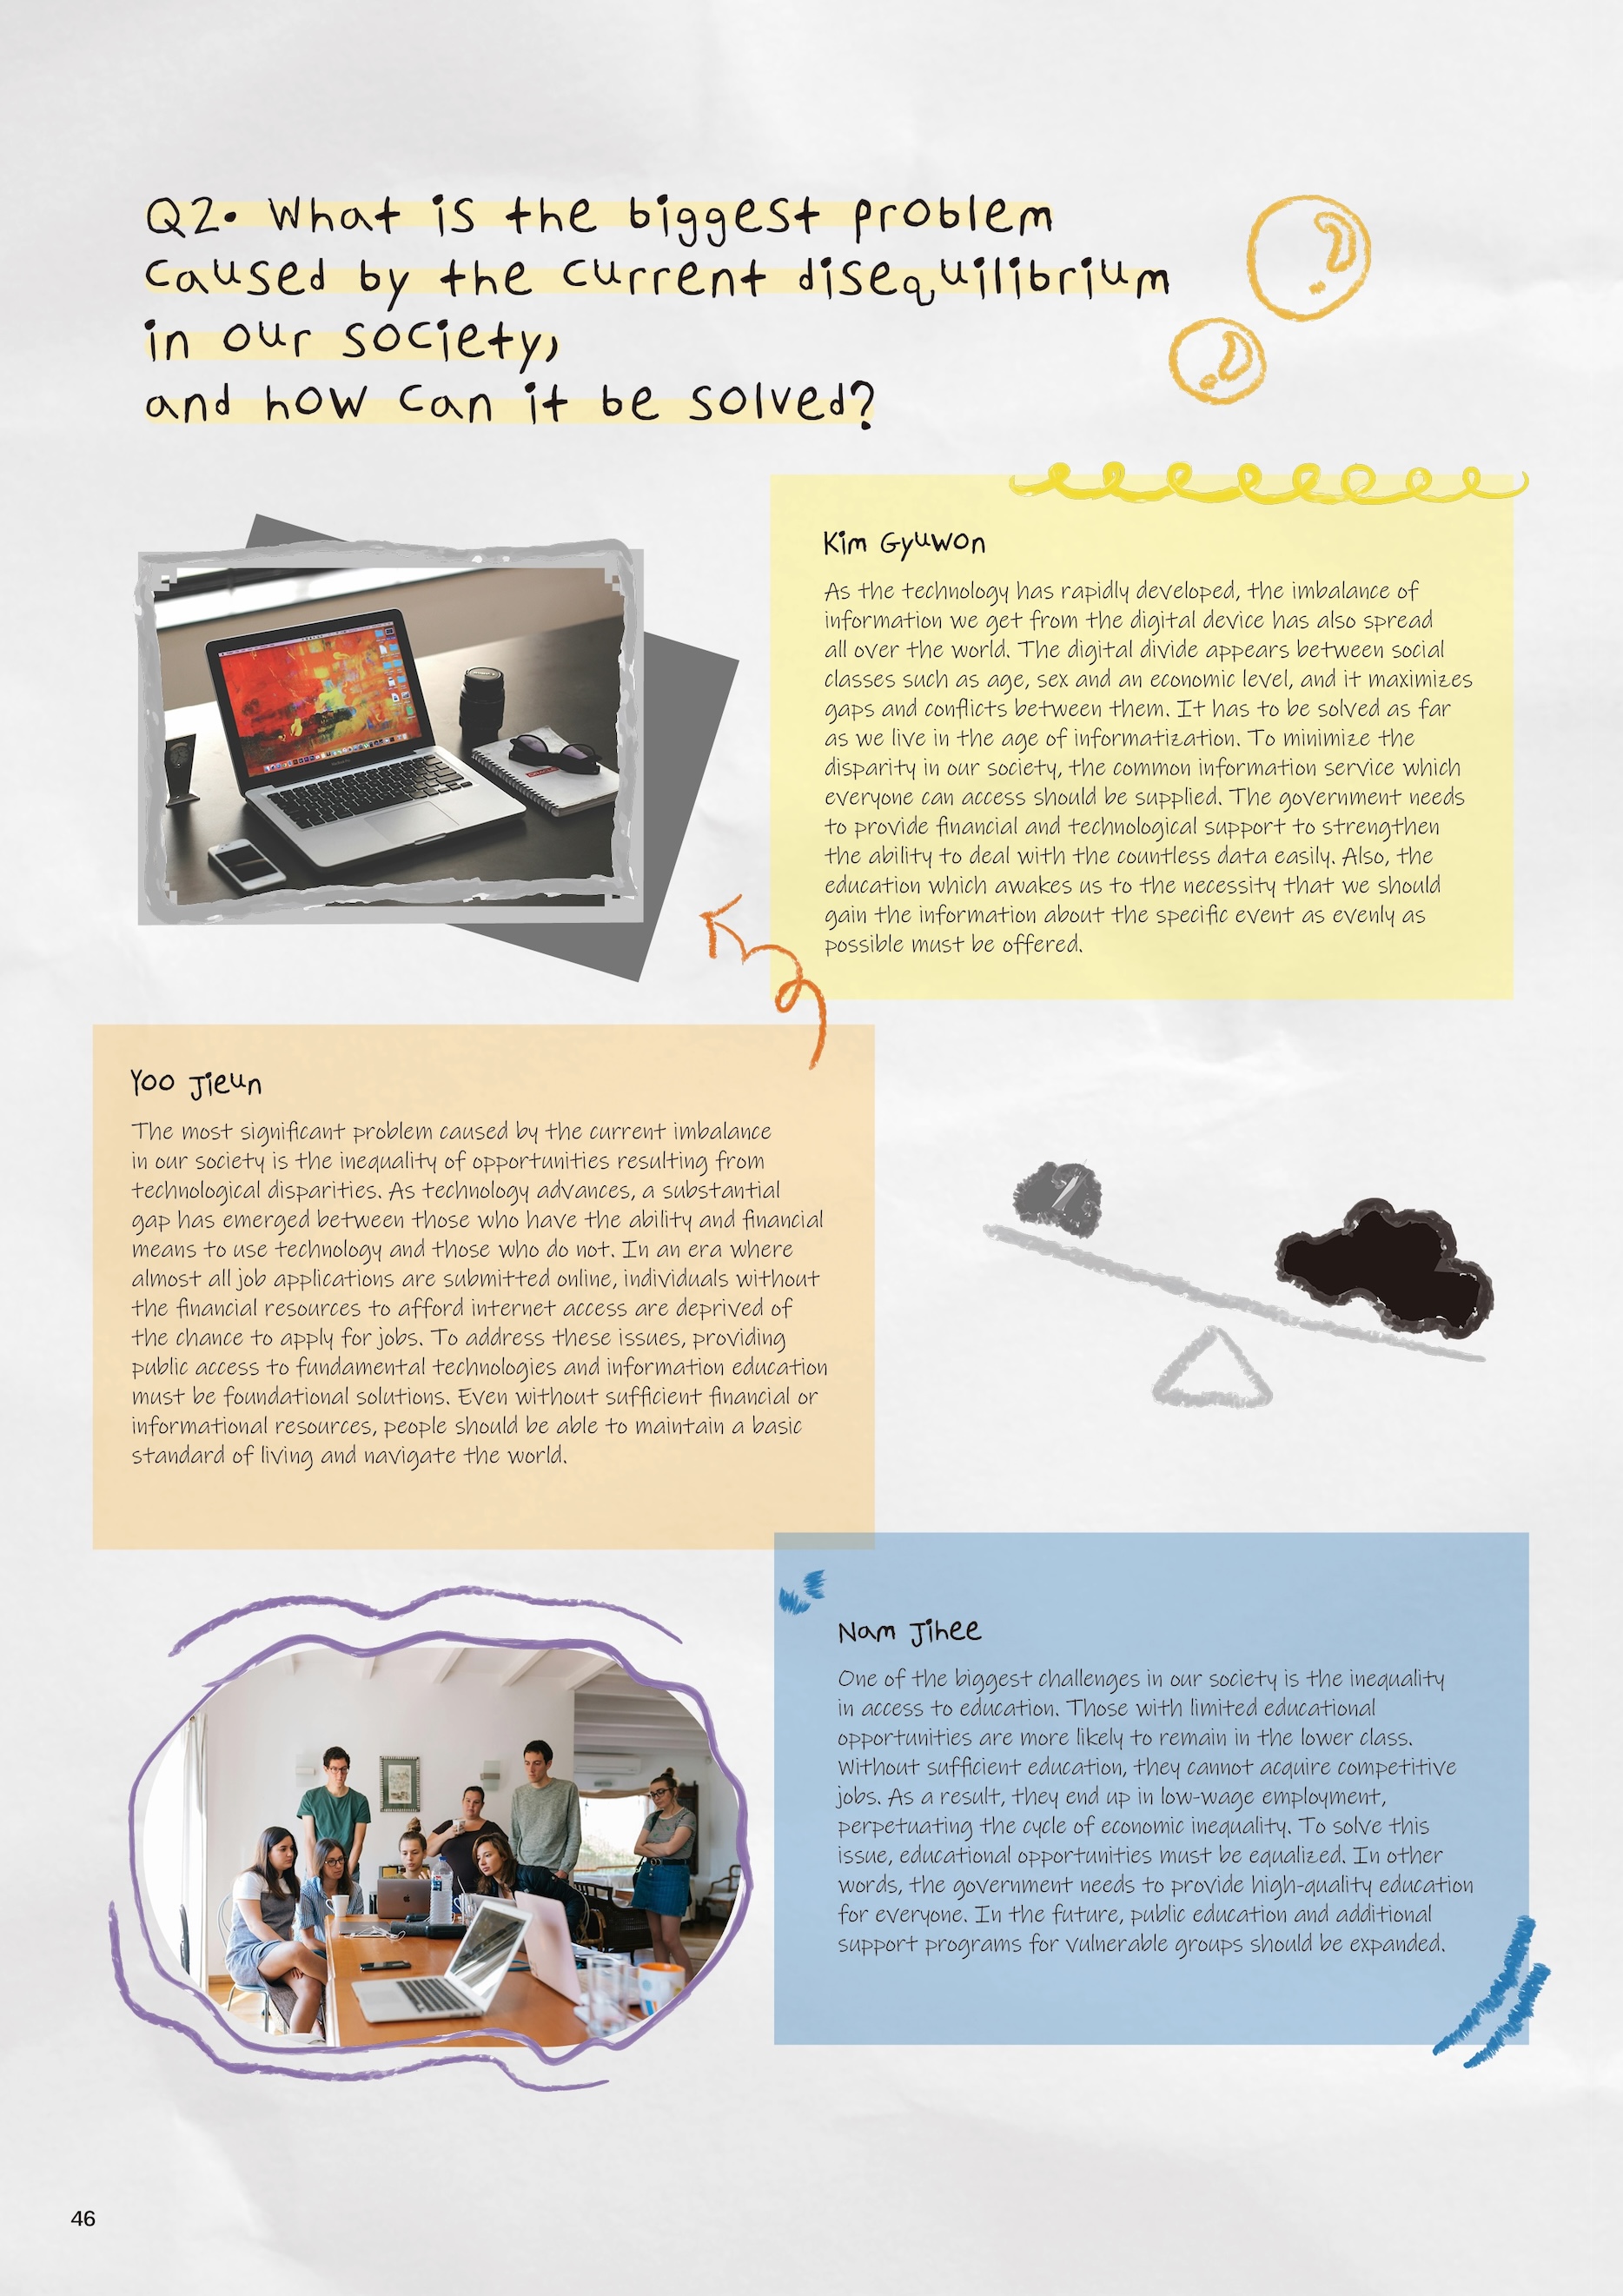 Q2. What is the biggest problem
caused by the current disequilibrium
in our society,
and how can it be solved?
Kim Gyuwon
As the technology has rapidly developed, the imbalance of
information we get from the digital device has also spread
all over the world. The digital divide appears between social
classes such as age, sex and an economic level, and it maximizes
gaps and conflicts between them. It has to be solved as far
as we live in the age of informatization. To minimize the
disparity in our society, the common information service which
everyone can access should be supplied. The government needs
to provide financial and technological support to strengthen
the ability to deal with the countless data easily. Also, the
education which awakes us to the necessity that we should
gain the information about the specific event as evenly as
possible must be offered.
Yoo Jieun
The most significant problem caused by the current imbalance
in our society is the inequality of opportunities resulting from
technological disparities. As technology advances, a substantial
gap has emerged between those who have the ability and financial
means to use technology and those who do not. In an era where
almost all job applications are submitted online, individuals without
the financial resources to afford internet access are deprived of
the chance to apply for jobs. To address these issues, providing
public access to fundamental technologies and information education
must be foundational solutions. Even without sufficient financial or
informational resources, people should be able to maintain a basic
standard of living and navigate the world.
Nam Jihee
One of the biggest challenges in our society is the inequality
in access to education. Those with limited educational
opportunities are more likely to remain in the lower class.
Without sufficient education, they cannot acquire competitive
jobs. As a result, they end up in low-wage employment,
perpetuating the cycle of economic inequality. To solve this
issue, educational opportunities must be equalized. In other
words, the government needs to provide high-quality education
for everyone. In the future, public education and additional
support programs for vulnerable groups should be expanded.
46